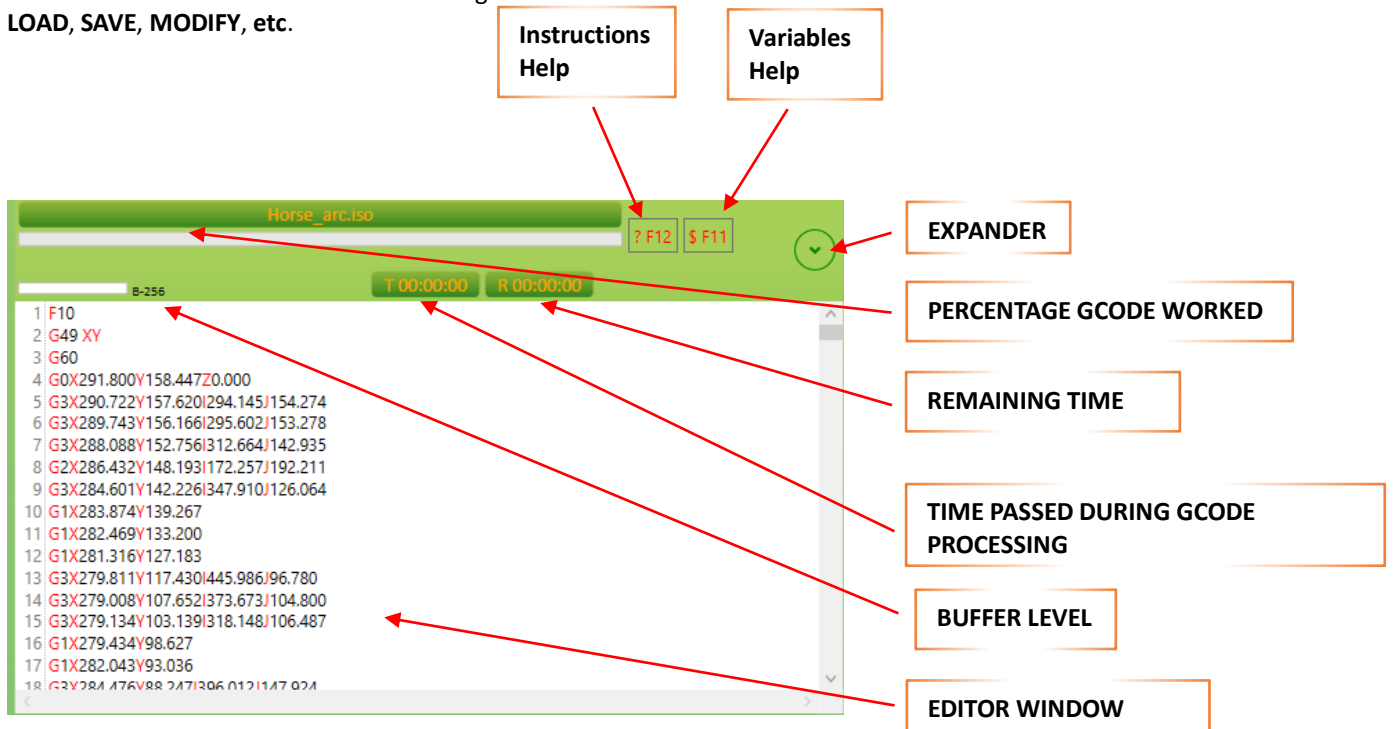 LOAD, SAVE, MODIFY, etc.
Instructions
Help
Variables
Help
Horse_arc.iso
? F12
$ F11
B-256
T 00:00:00
R 00:00:00
1 F10
2 G49 XY
3 G60
4 G0X291.800Y158.447Z0.000
5 G3X290.722Y157.620I294.145J154.274
6 G3X289.743Y156.166I295.602J153.278
7 G3X288.088Y152.756I312.664J142.935
8 G2X286.432Y148.193I172.257J192.211
9 G3X284.601Y142.226I347.910J126.064
10 G1X283.874Y139.267
11 G1X282.469Y133.200
12 G1X281.316Y127.183
13 G3X279.811Y117.430I445.986J96.780
14 G3X279.008Y107.652I373.673J104.800
15 G3X279.134Y103.139I318.148J106.487
16 G1X279.434Y98.627
17 G1X282.043Y93.036
18 G3X284.476Y88.247I396.012J147.924
EXPANDER
PERCENTAGE GCODE WORKED
REMAINING TIME
TIME PASSED DURING GCODE
PROCESSING
BUFFER LEVEL
EDITOR WINDOW